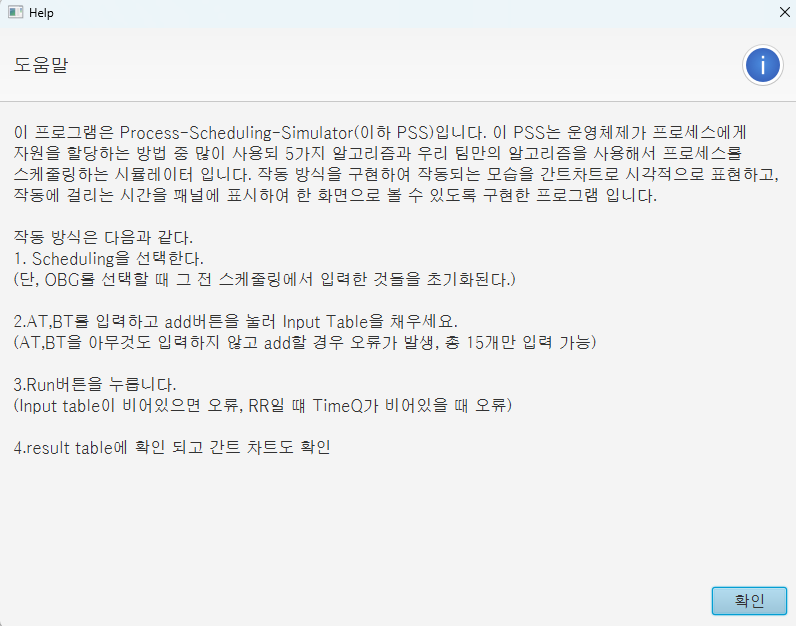 Help
도움말
이 프로그램은 Process-Scheduling-Simulator(이하 PSS)입니다. 이 PSS는 운영체제가 프로세스에게
자원을 할당하는 방법 중 많이 사용되 5가지 알고리즘과 우리 팀만의 알고리즘을 사용해서 프로세스를
스케줄링하는 시뮬레이터 입니다. 작동 방식을 구현하여 작동되는 모습을 간트차트로 시각적으로 표현하고,
작동에 걸리는 시간을 패널에 표시하여 한 화면으로 볼 수 있도록 구현한 프로그램 입니다.
작동 방식은 다음과 같다.
1. Scheduling을 선택한다.
(단, OBG를 선택할 때 그 전 스케줄링에서 입력한 것들을 초기화된다.)
2.AT,BT를 입력하고 add버튼을 눌러 Input Table을 채우세요.
(AT,BT을 아무것도 입력하지 않고 add할 경우 오류가 발생, 총 15개만 입력 가능)
3.Run버튼을 누릅니다.
(Input table이 비어있으면 오류, RR일 떄 TimeQ가 비어있을 때 오류)
4.result table에 확인 되고 간트 차트도 확인
확인